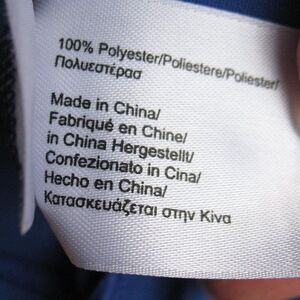 100% Polyester/Poliestere/Poliester/
Πολυεστέρασ
Made in China/
Fabriqué en Chine/
in China Hergestellt/
Confezionato in Cina/
Hecho en China/
Κατασκευάζεται στην Κίνα